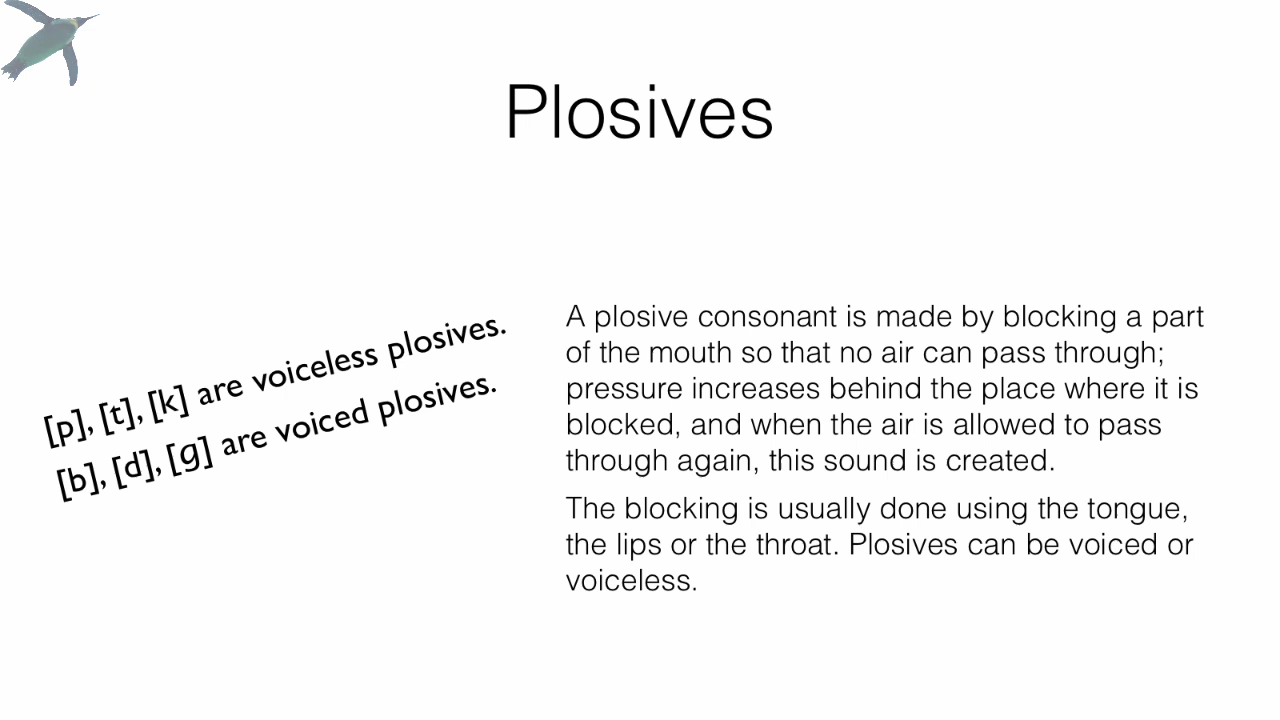 Plosives
[p], [t], [k] are voiceless plosives.
[b], [d], [g] are voiced plosives.
A plosive consonant is made by blocking a part
of the mouth so that no air can pass through;
pressure increases behind the place where it is
blocked, and when the air is allowed to pass
through again, this sound is created.
The blocking is usually done using the tongue,
the lips or the throat. Plosives can be voiced or
voiceless.